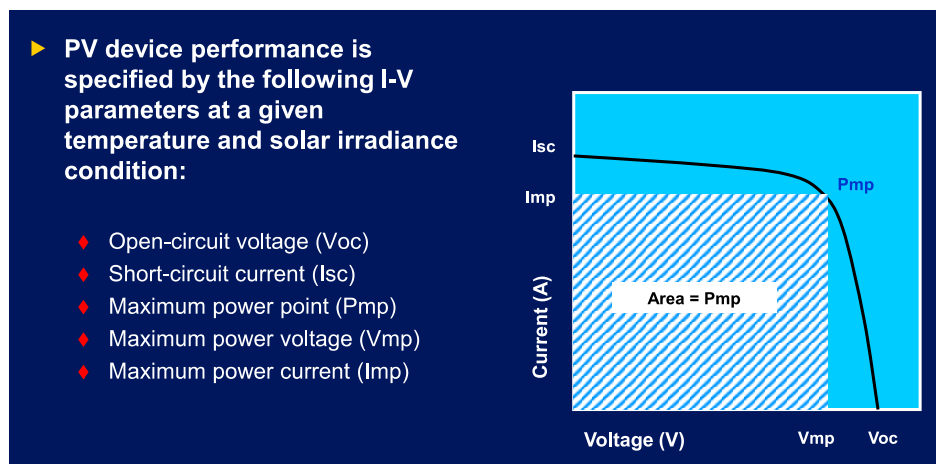 PV device performance is
specified by the following I-V
parameters at a given
temperature and solar irradiance
condition:
Open-circuit voltage (Voc)
Short-circuit current (Isc)
Maximum power point (Pmp)
Maximum power voltage (Vmp)
Maximum power current (Imp)
Isc
Pmp
Imp
Area = Pmp
Current (A)
Voltage (V)
Vmp
Voc